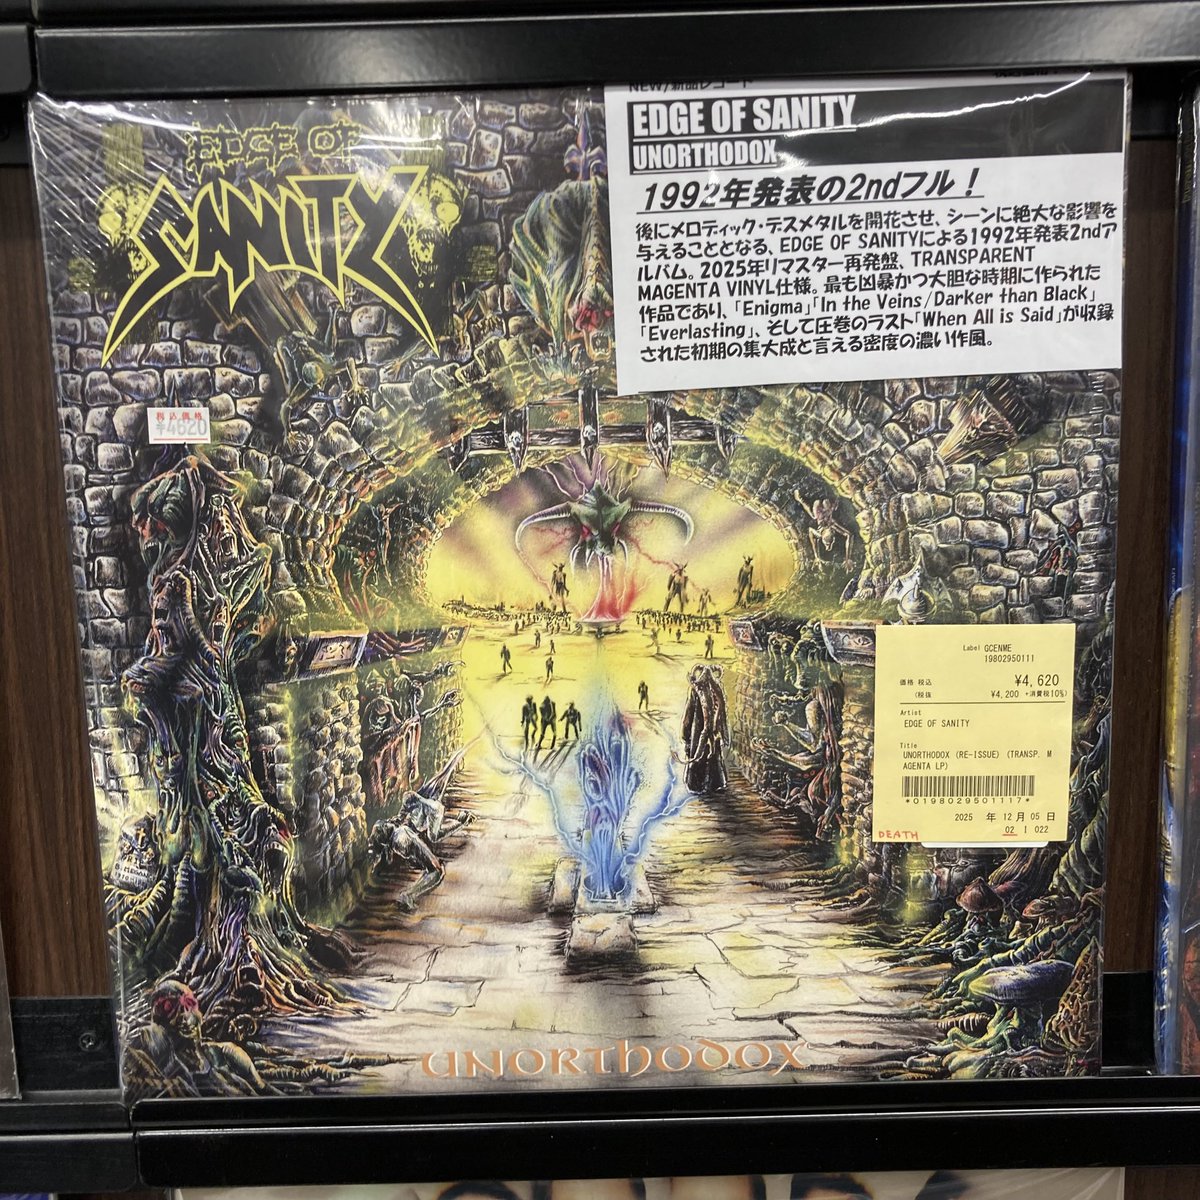 NEW/新品レコード
EDGE OF SANITY
UNORTHODOX
1992年発表の2ndフル！
後にメロディック・デスメタルを開花させ、シーンに絶大な影響を
与えることとなる、EDGE OF SANITYによる1992年発表2ndア
ルバム。2025年リマスター再発盤、TRANSPARENT
MAGENTA VINYL仕様。最も凶暴かつ大胆な時期に作られた
作品であり、「Enigma」「In the Veins/Darker than Black」
「Everlasting」、そして圧巻のラスト「When All is Said」が収録
された初期の集大成と言える密度の濃い作風。
EDGE OF
SANITY
税込価格
¥4620
Label GCENME
19802950111
価格 税込 ¥4,620
(税抜 ¥4,200 +消費税10%)
Artist
EDGE OF SANITY
Title
UNORTHODOX (RE-ISSUE) (TRANSP. M
AGENTA LP)
*0198029501117*
2025 年 12 月 05 日
DEATH 02 I 022
UNORTHODOX